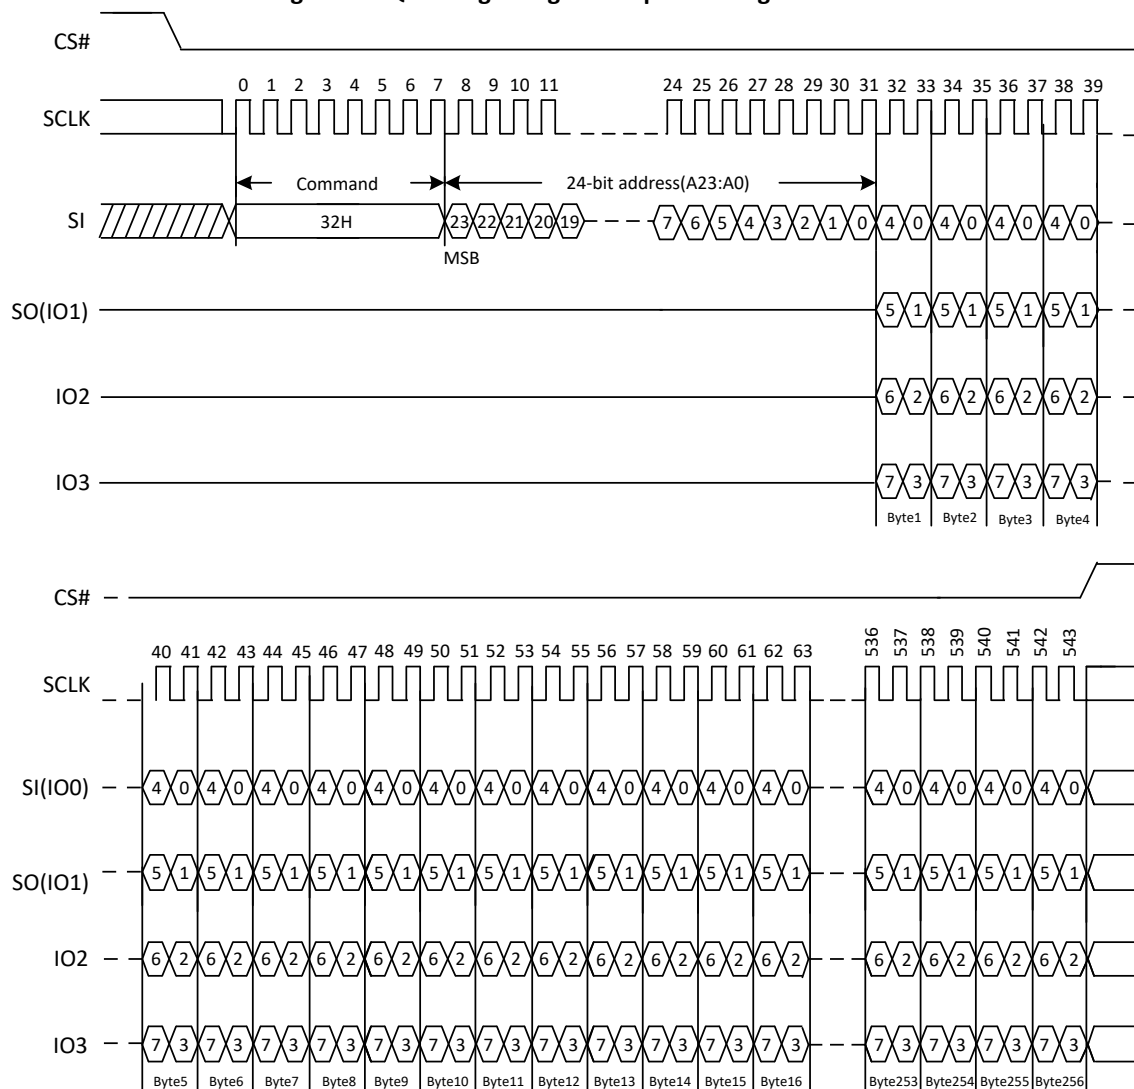 CS#
0 1 2 3 4 5 6 7 8 9 10 11 24 25 26 27 28 29 30 31 32 33 34 35 36 37 38 39
SCLK
Command 24-bit address(A23:A0)
SI 32H 23 22 21 20 19 7 6 5 4 3 2 1 0 4 0 4 0 4 0 4 0
MSB
SO(IO1) 5 1 5 1 5 1 5 1
IO2 6 2 6 2 6 2 6 2
IO3 7 3 7 3 7 3 7 3
Byte1 Byte2 Byte3 Byte4
CS#
40 41 42 43 44 45 46 47 48 49 50 51 52 53 54 55 56 57 58 59 60 61 62 63 536 537 538 539 540 541 542 543
SCLK
SI(IO0) 4 0 4 0 4 0 4 0 4 0 4 0 4 0 4 0 4 0 4 0 4 0 4 0 4 0 4 0 4 0 4 0
SO(IO1) 5 1 5 1 5 1 5 1 5 1 5 1 5 1 5 1 5 1 5 1 5 1 5 1 5 1 5 1 5 1 5 1
IO2 6 2 6 2 6 2 6 2 6 2 6 2 6 2 6 2 6 2 6 2 6 2 6 2 6 2 6 2 6 2 6 2
IO3 7 3 7 3 7 3 7 3 7 3 7 3 7 3 7 3 7 3 7 3 7 3 7 3 7 3 7 3 7 3 7 3
Byte5 Byte6 Byte7 Byte8 Byte9 Byte10 Byte11 Byte12 Byte13 Byte14 Byte15 Byte16 Byte253 Byte254 Byte255 Byte256